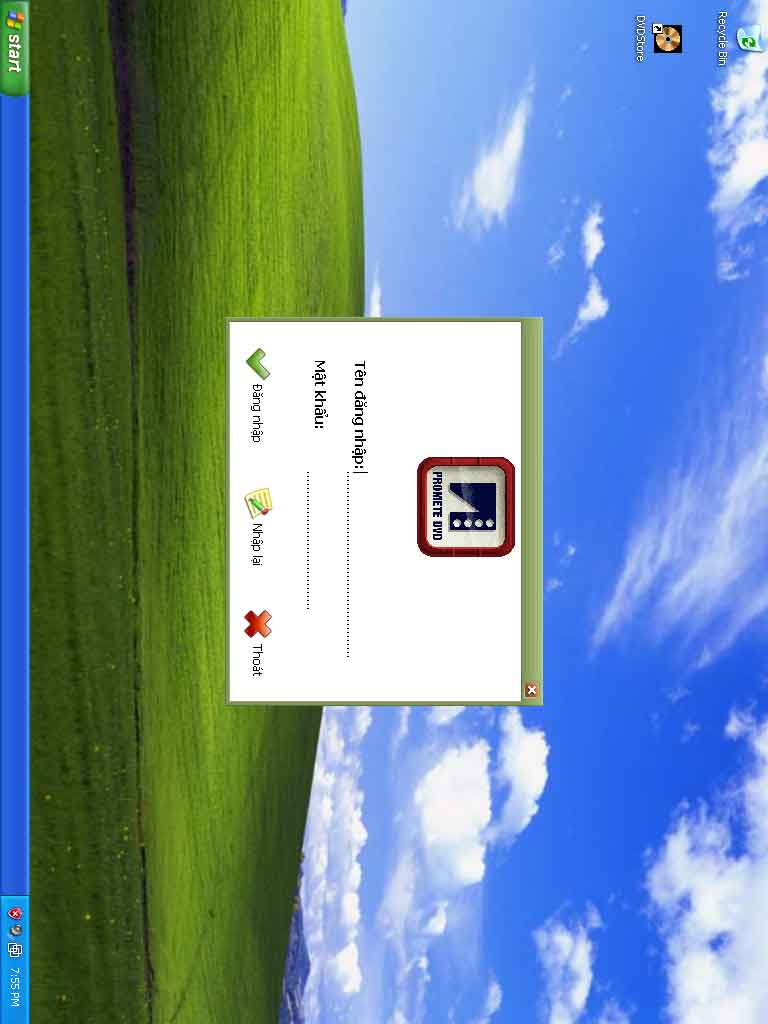 Recycle Bin
DVDStore
PROMETE DVD
Tên đăng nhập:
Mật khẩu:
Đăng nhập
Nhập lại
Thoát
start
7:55 PM